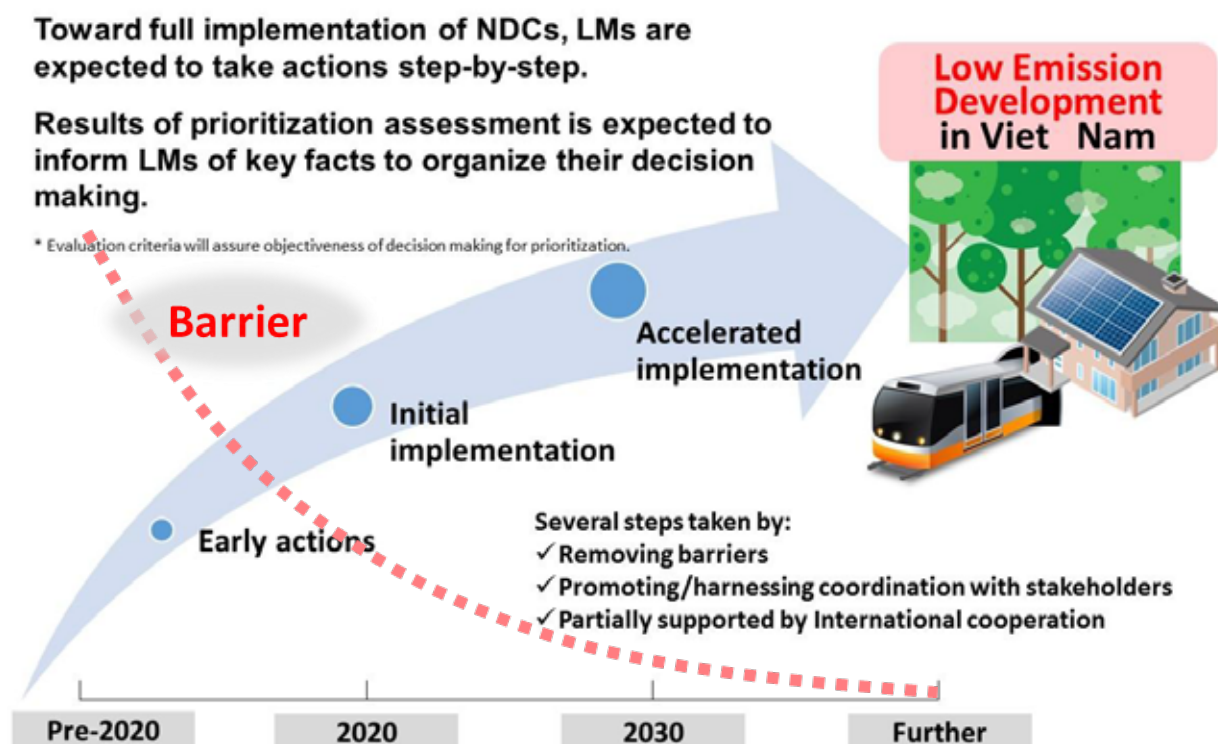 Toward full implementation of NDCs, LMs are
expected to take actions step-by-step.
Results of prioritization assessment is expected to
inform LMs of key facts to organize their decision
making.
* Evaluation criteria will assure objectiveness of decision making for prioritization.
Low Emission
Development
in Viet Nam
Barrier
Accelerated
implementation
Initial
implementation
Early actions
Several steps taken by:
✓ Removing barriers
✓ Promoting/harnessing coordination with stakeholders
✓ Partially supported by International cooperation
Pre-2020 2020 2030 Further